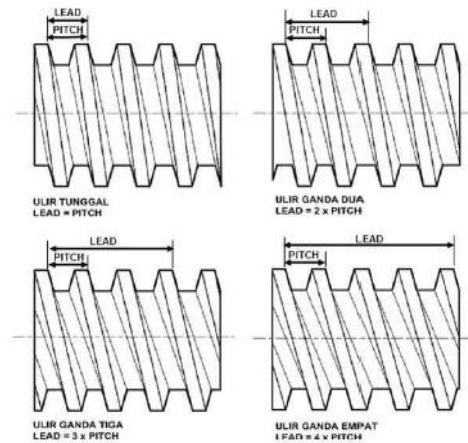 LEAD
PITCH
ULIR TUNGGAL
LEAD = PITCH
LEAD
PITCH
ULIR GANDA DUA
LEAD = 2 x PITCH
LEAD
PITCH
ULIR GANDA TIGA
LEAD = 3 x PITCH
LEAD
PITCH
ULIR GANDA EMPAT
LEAD = 4 x PITCH